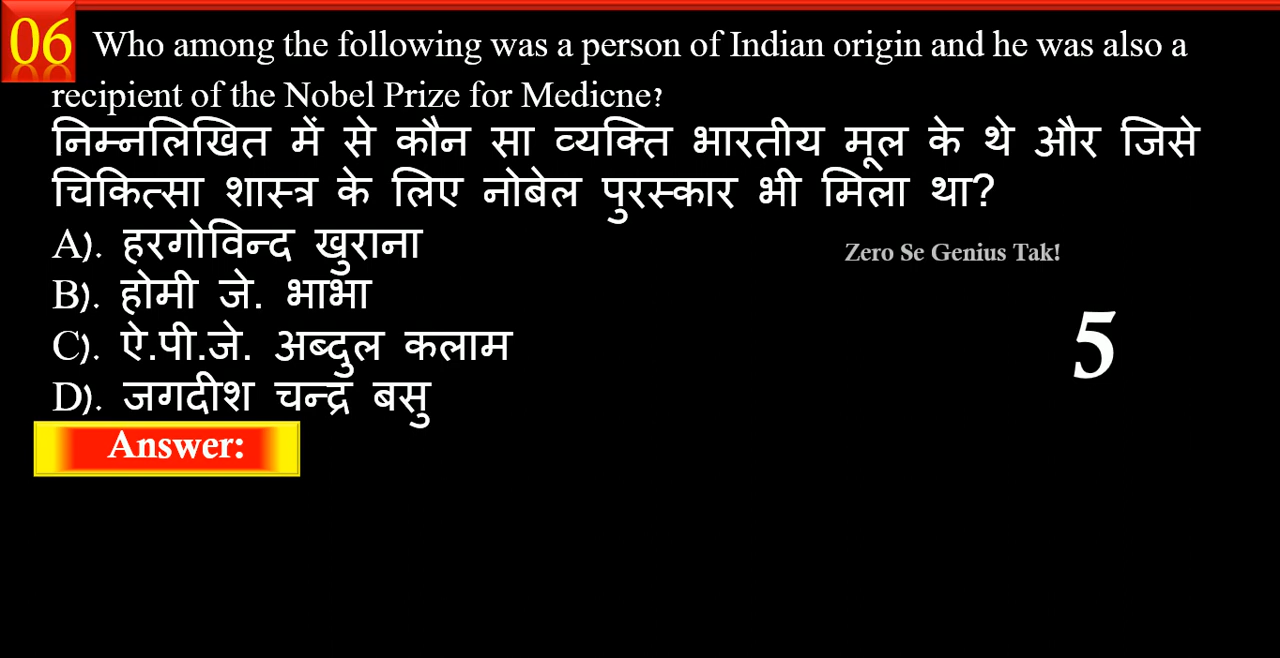 06 Who among the following was a person of Indian origin and he was also a
recipient of the Nobel Prize for Medicne?
निम्नलिखित में से कौन सा व्यक्ति भारतीय मूल के थे और जिसे
चिकित्सा शास्त्र के लिए नोबेल पुरस्कार भी मिला था?
A). हरगोविन्द खुराना
Zero Se Genius Tak!
B). होमी जे. भाभा
C). ऐ.पी.जे. अब्दुल कलाम
5
D). जगदीश चन्द्र बसु
Answer: